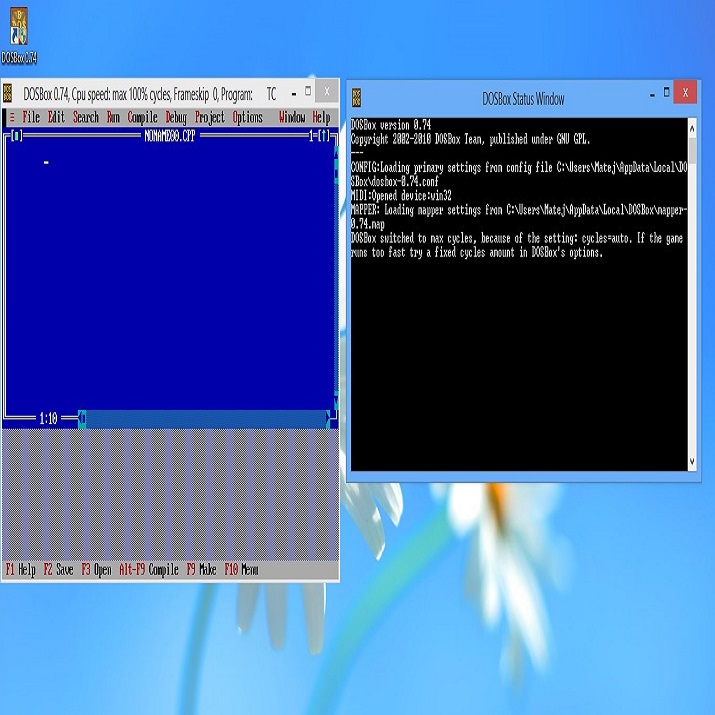 DOSBox 0.74
DOSBox 0.74, Cpu speed: max 100% cycles, Frameskip 0, Program: TC
≡ File Edit Search Run Compile Debug Project Options Window Help
[■] NONAME00.CPP 1=[↑]
1:10
F1 Help F2 Save F3 Open Alt-F9 Compile F9 Make F10 Menu
DOSBox Status Window
DOSBox version 0.74
Copyright 2002-2010 DOSBox Team, published under GNU GPL.
---
CONFIG:Loading primary settings from config file C:\Users\Matej\AppData\Local\DO
SBox\dosbox-0.74.conf
MIDI:Opened device:win32
MAPPER: Loading mapper settings from C:\Users\Matej\AppData\Local\DOSBox\mapper-
0.74.map
DOSBox switched to max cycles, because of the setting: cycles=auto. If the game
runs too fast try a fixed cycles amount in DOSBox's options.